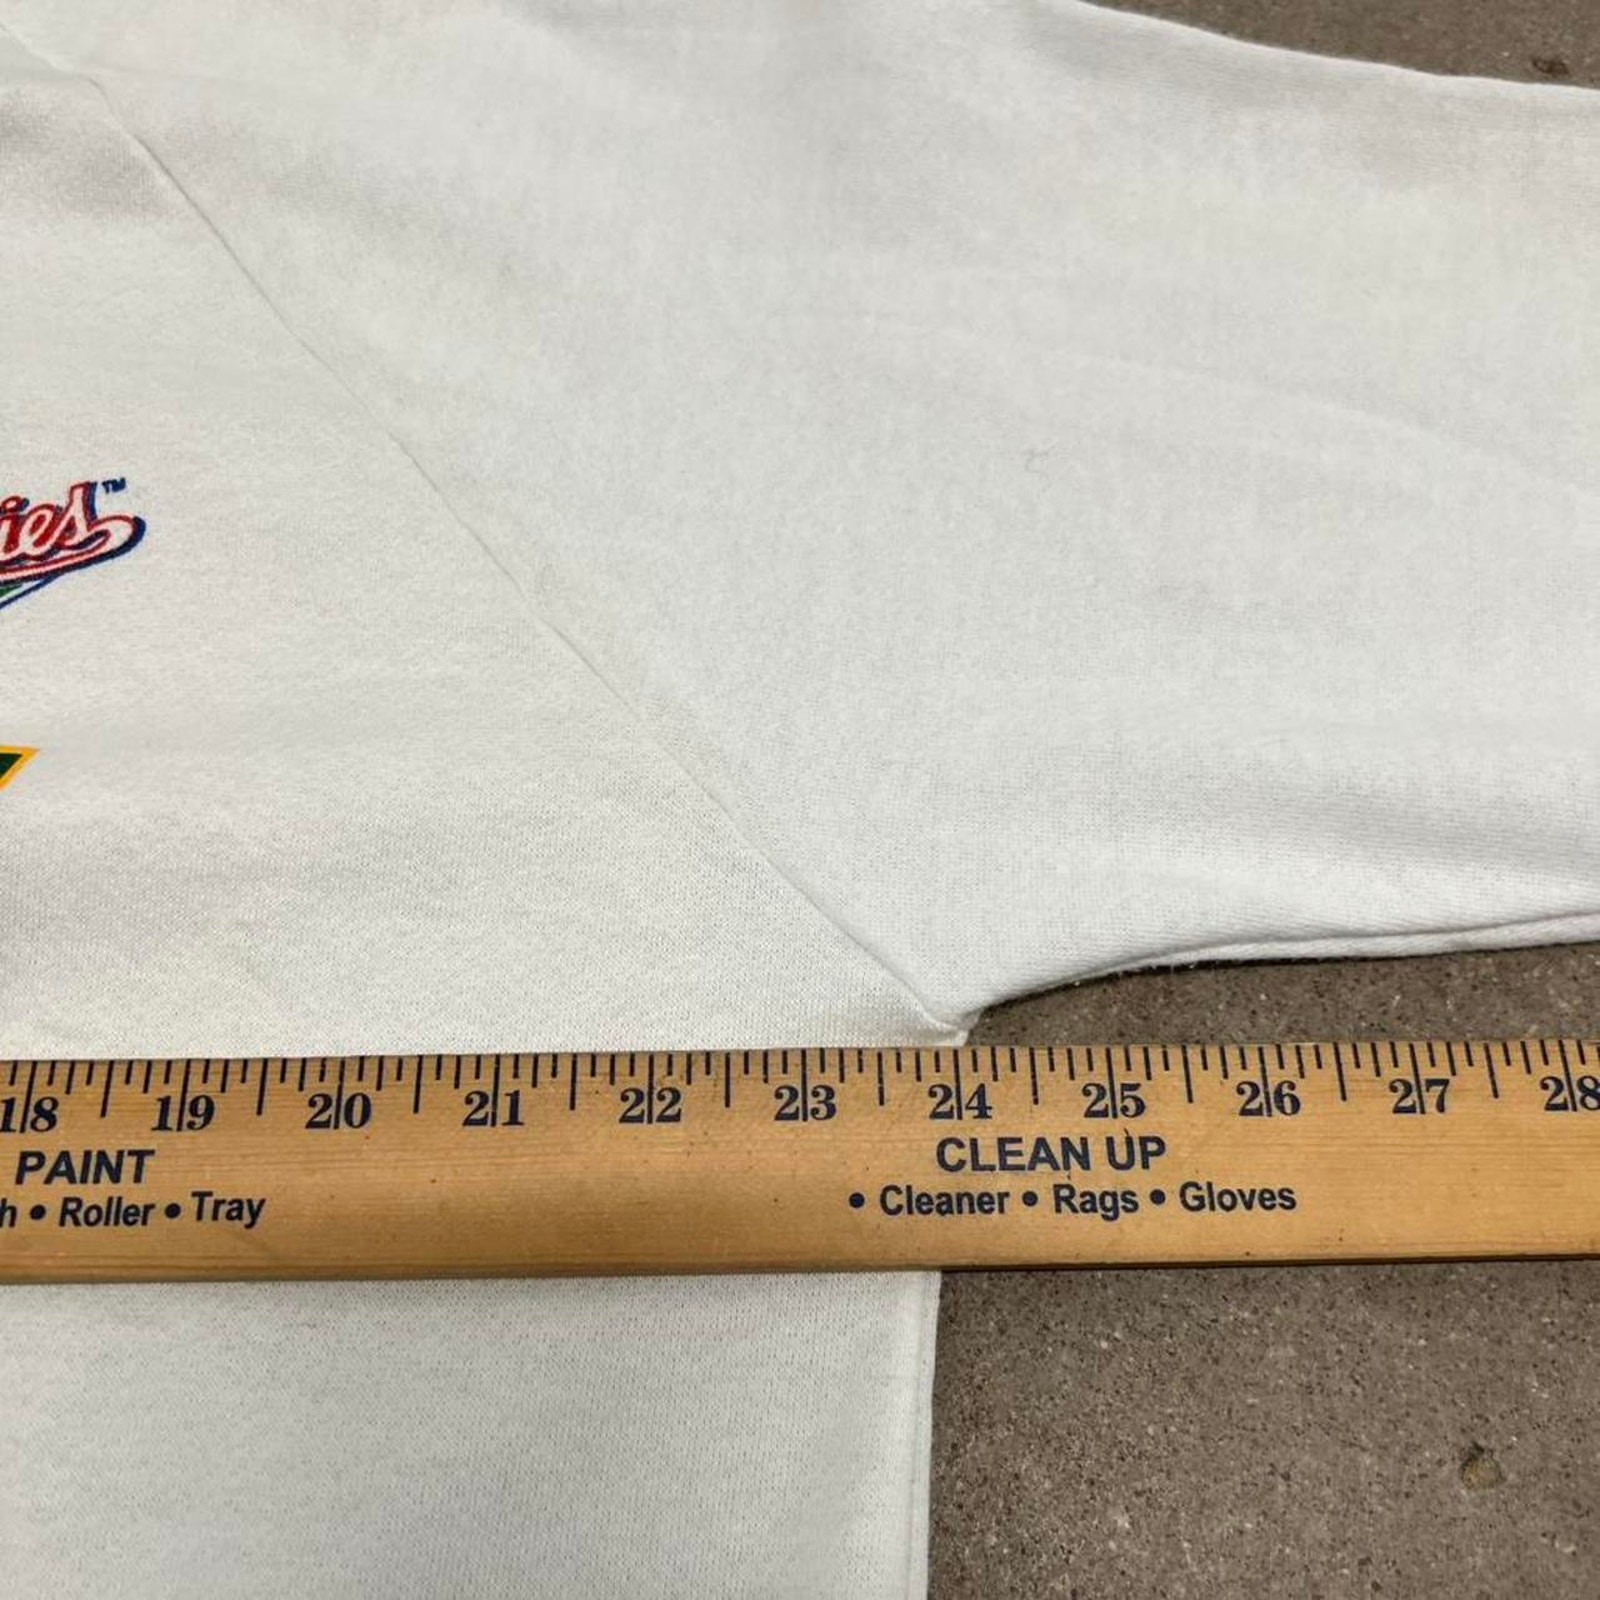 ies™
18 19 20 21 22 23 24 25 26 27 28
PAINT
h • Roller • Tray
CLEAN UP
• Cleaner • Rags • Gloves